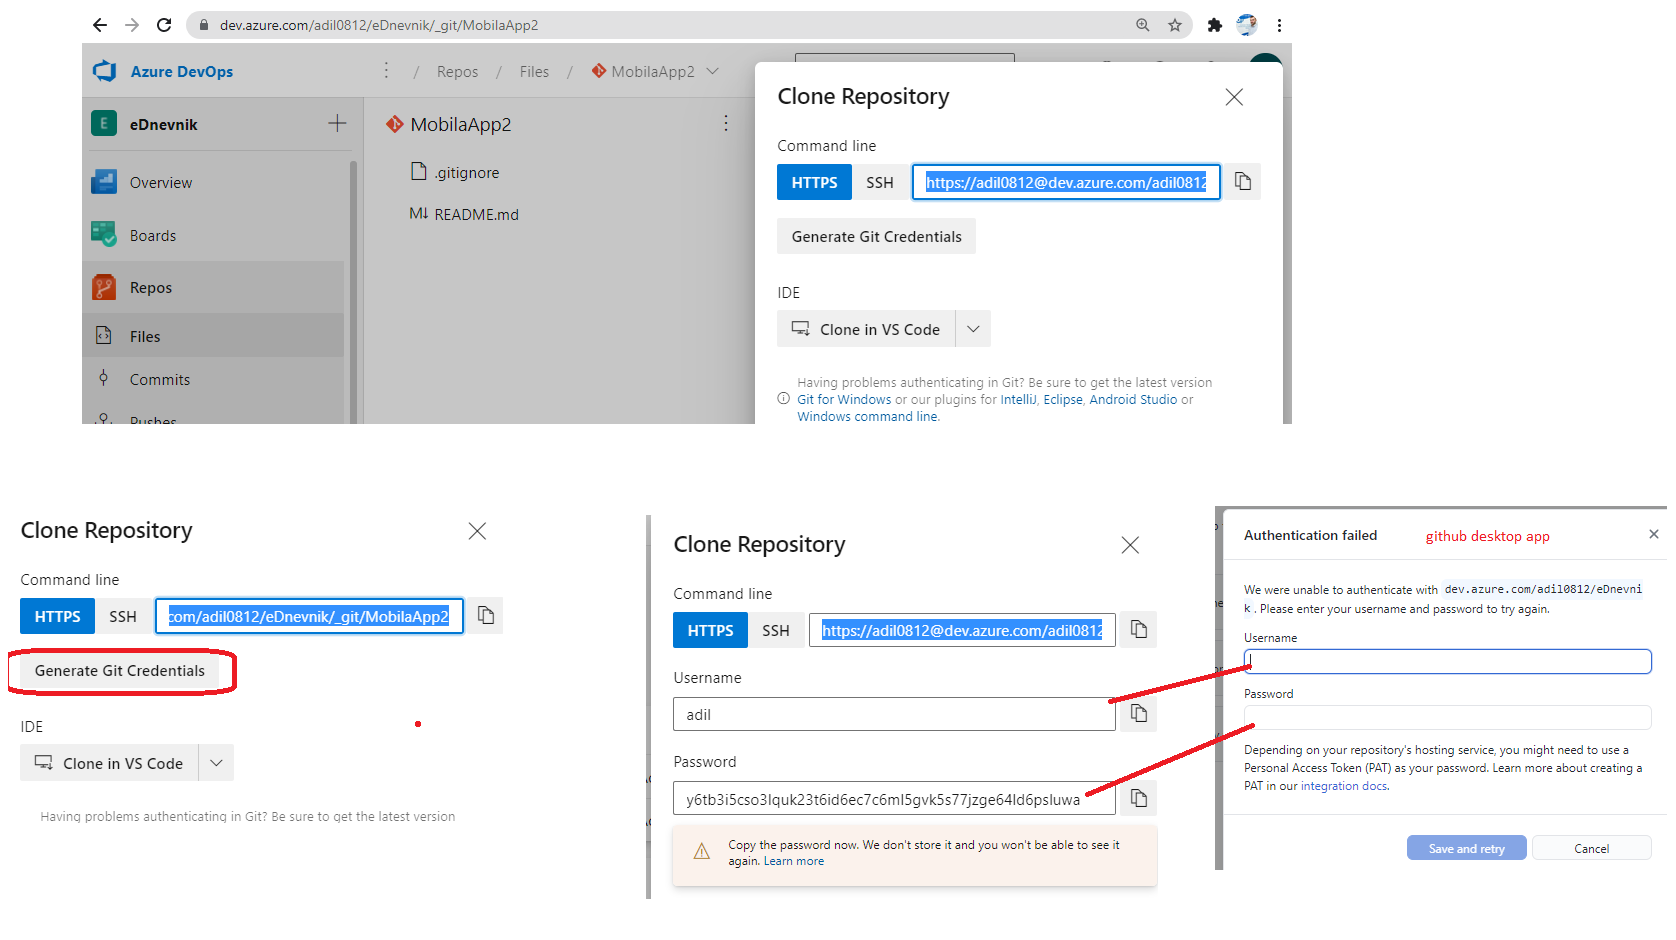 dev.azure.com/adil0812/eDnevnik/_git/MobilaApp2
Azure DevOps
/ Repos / Files / MobilaApp2
E eDnevnik
MobilaApp2
.gitignore
M↓ README.md
Overview
Boards
Repos
Files
Commits
Pushes
Clone Repository
Command line
HTTPS SSH https://adil0812@dev.azure.com/adil0812
Generate Git Credentials
IDE
Clone in VS Code
Having problems authenticating in Git? Be sure to get the latest version
Git for Windows or our plugins for IntelliJ, Eclipse, Android Studio or
Windows command line.
Clone Repository
Command line
HTTPS SSH com/adil0812/eDnevnik/_git/MobilaApp2
Generate Git Credentials
IDE
Clone in VS Code
Having problems authenticating in Git? Be sure to get the latest version
Clone Repository
Command line
HTTPS SSH https://adil0812@dev.azure.com/adil0812
Username
adil
Password
y6tb3i5cso3lquk23t6id6ec7c6ml5gvk5s77jzge64ld6psluwa
Copy the password now. We don't store it and you won't be able to see it
again. Learn more
Authentication failed github desktop app
We were unable to authenticate with dev.azure.com/adil0812/eDnevni
k . Please enter your username and password to try again.
Username
Password
Depending on your repository's hosting service, you might need to use a
Personal Access Token (PAT) as your password. Learn more about creating a
PAT in our integration docs.
Save and retry Cancel